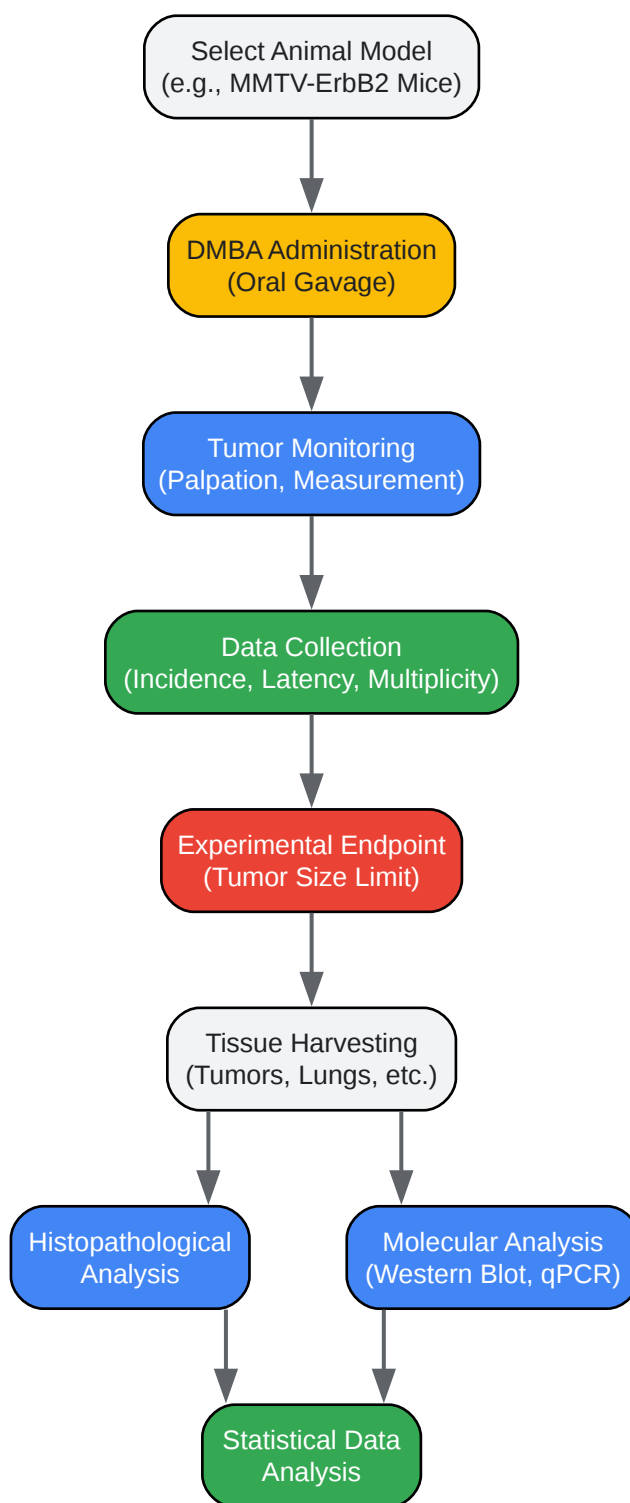 Select Animal Model
(e.g., MMTV-ErbB2 Mice)
DMBA Administration
(Oral Gavage)
Tumor Monitoring
(Palpation, Measurement)
Data Collection
(Incidence, Latency, Multiplicity)
Experimental Endpoint
(Tumor Size Limit)
Tissue Harvesting
(Tumors, Lungs, etc.)
Histopathological
Analysis
Molecular Analysis
(Western Blot, qPCR)
Statistical Data
Analysis